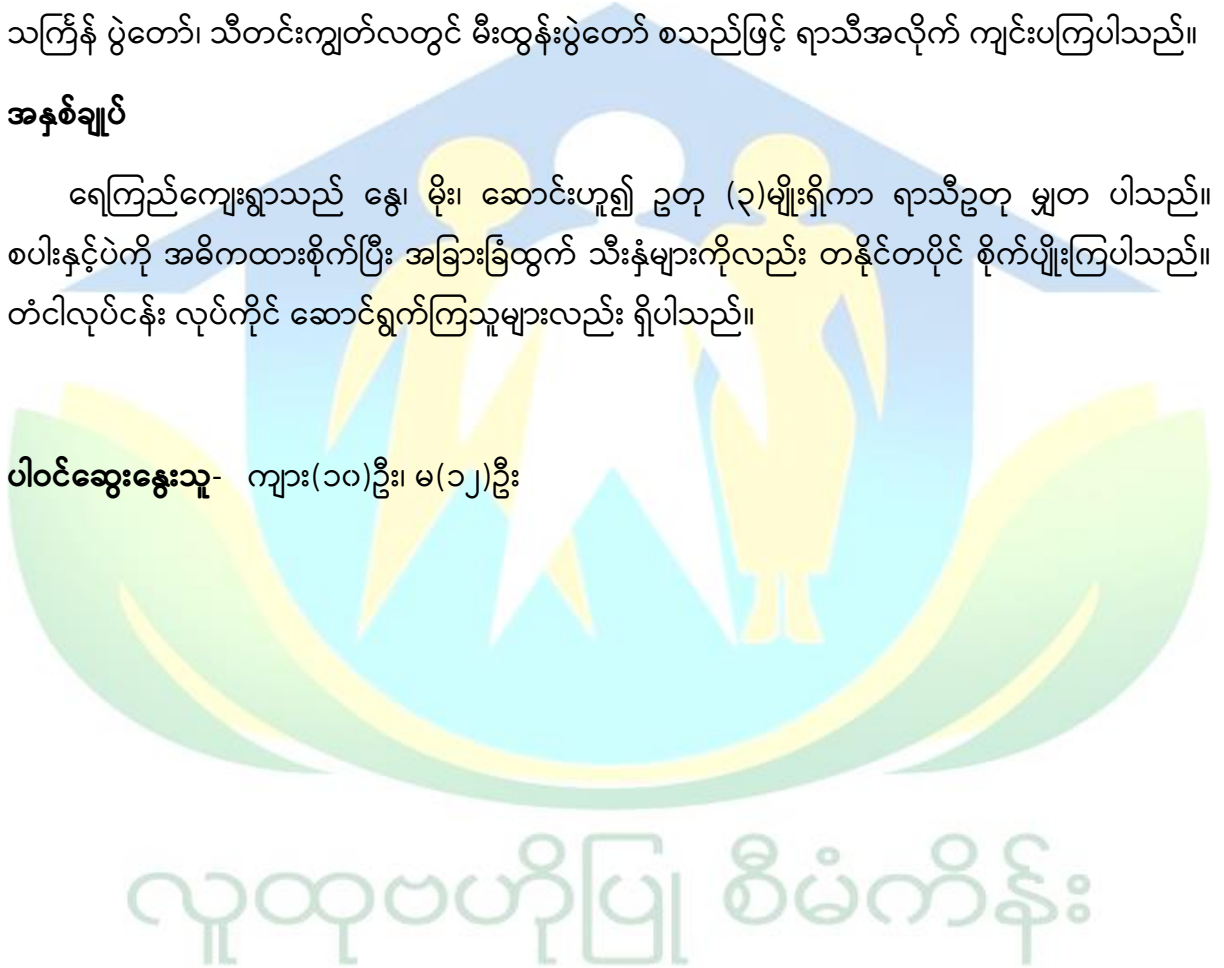 သင်္ကြန် ပွဲတော်၊ သီတင်းကျွတ်လတွင် မီးထွန်းပွဲတော် စသည်ဖြင့် ရာသီအလိုက် ကျင်းပကြပါသည်။
အနှစ်ချုပ်
ရေကြည်ကျေးရွာသည် နွေ၊ မိုး၊ ဆောင်းဟူ၍ ဥတု (၃)မျိုးရှိကာ ရာသီဥတု မျှတ ပါသည်။
စပါးနှင့်ပဲကို အဓိကထားစိုက်ပြီး အခြားခြံထွက် သီးနှံများကိုလည်း တနိုင်တပိုင် စိုက်ပျိုးကြပါသည်။
တံငါလုပ်ငန်း လုပ်ကိုင် ဆောင်ရွက်ကြသူများလည်း ရှိပါသည်။
ပါဝင်ဆွေးနွေးသူ- ကျား(၁၀)ဦး၊ မ(၁၂)ဦး
လူထုဗဟိုပြု စီမံကိန်း